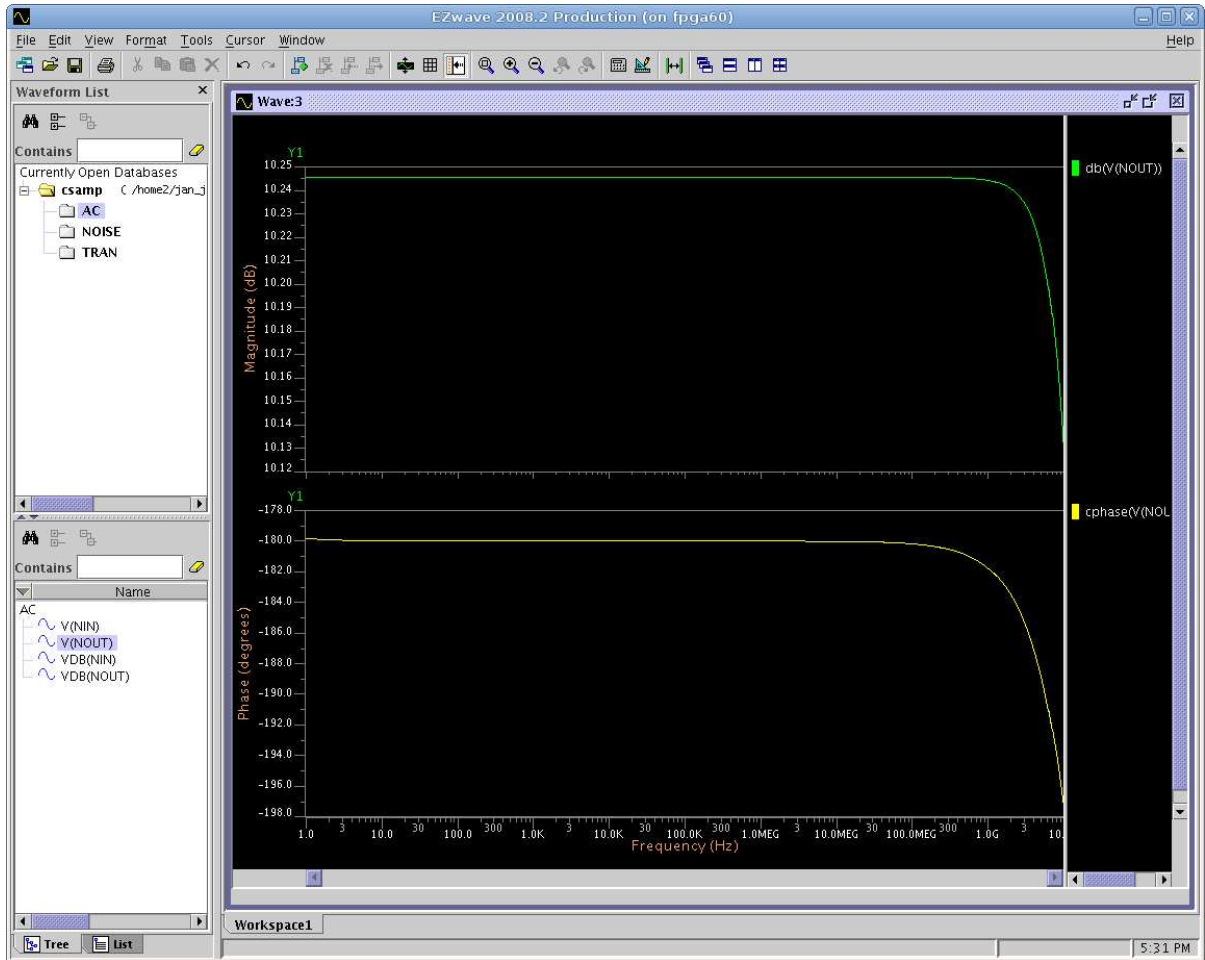 EZwave 2008.2 Production (on fpga60)
File Edit View Format Tools Cursor Window Help
Waveform List
Contains
Currently Open Databases
csamp ( /home2/jan_j
AC
NOISE
TRAN
Contains
Name
AC
V(NIN)
V(NOUT)
VDB(NIN)
VDB(NOUT)
Tree List
Wave:3
Y1
10.25
10.24
10.23
10.22
10.21
10.20
10.19
10.18
10.17
10.16
10.15
10.14
10.13
10.12
Magnitude (dB)
db(V(NOUT))
Y1
-178.0
-180.0
-182.0
-184.0
-186.0
-188.0
-190.0
-192.0
-194.0
-196.0
-198.0
Phase (degrees)
cphase(V(NOU
1.0 3 10.0 30 100.0 300 1.0K 3 10.0K 30 100.0K 300 1.0MEG 3 10.0MEG 30 100.0MEG 300 1.0G 3 10.
Frequency (Hz)
Workspace1
5:31 PM